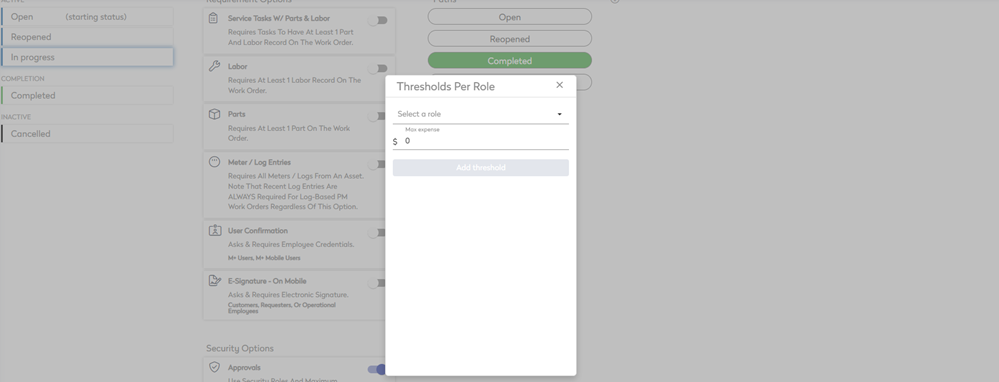 ACTIVE
Open (starting status)
Reopened
In progress
COMPLETION
Completed
INACTIVE
Cancelled
Requirement Options
Service Tasks W/ Parts & Labor
Requires Tasks To Have At Least 1 Part
And Labor Record On The Work Order.
Labor
Requires At Least 1 Labor Record On The
Work Order.
Parts
Requires At Least 1 Part On The Work
Order.
Meter / Log Entries
Requires All Meters / Logs From An Asset.
Note That Recent Log Entries Are
ALWAYS Required For Log-Based PM
Work Orders Regardless Of This Option.
User Confirmation
Asks & Requires Employee Credentials.
M+ Users, M+ Mobile Users
E-Signature - On Mobile
Asks & Requires Electronic Signature.
Customers, Requesters, Or Operational
Employees
Security Options
Approvals
Use Security Roles And Maximum
Paths
Open
Reopened
Completed
Thresholds Per Role
Select a role
Max expense
$ 0
Add threshold